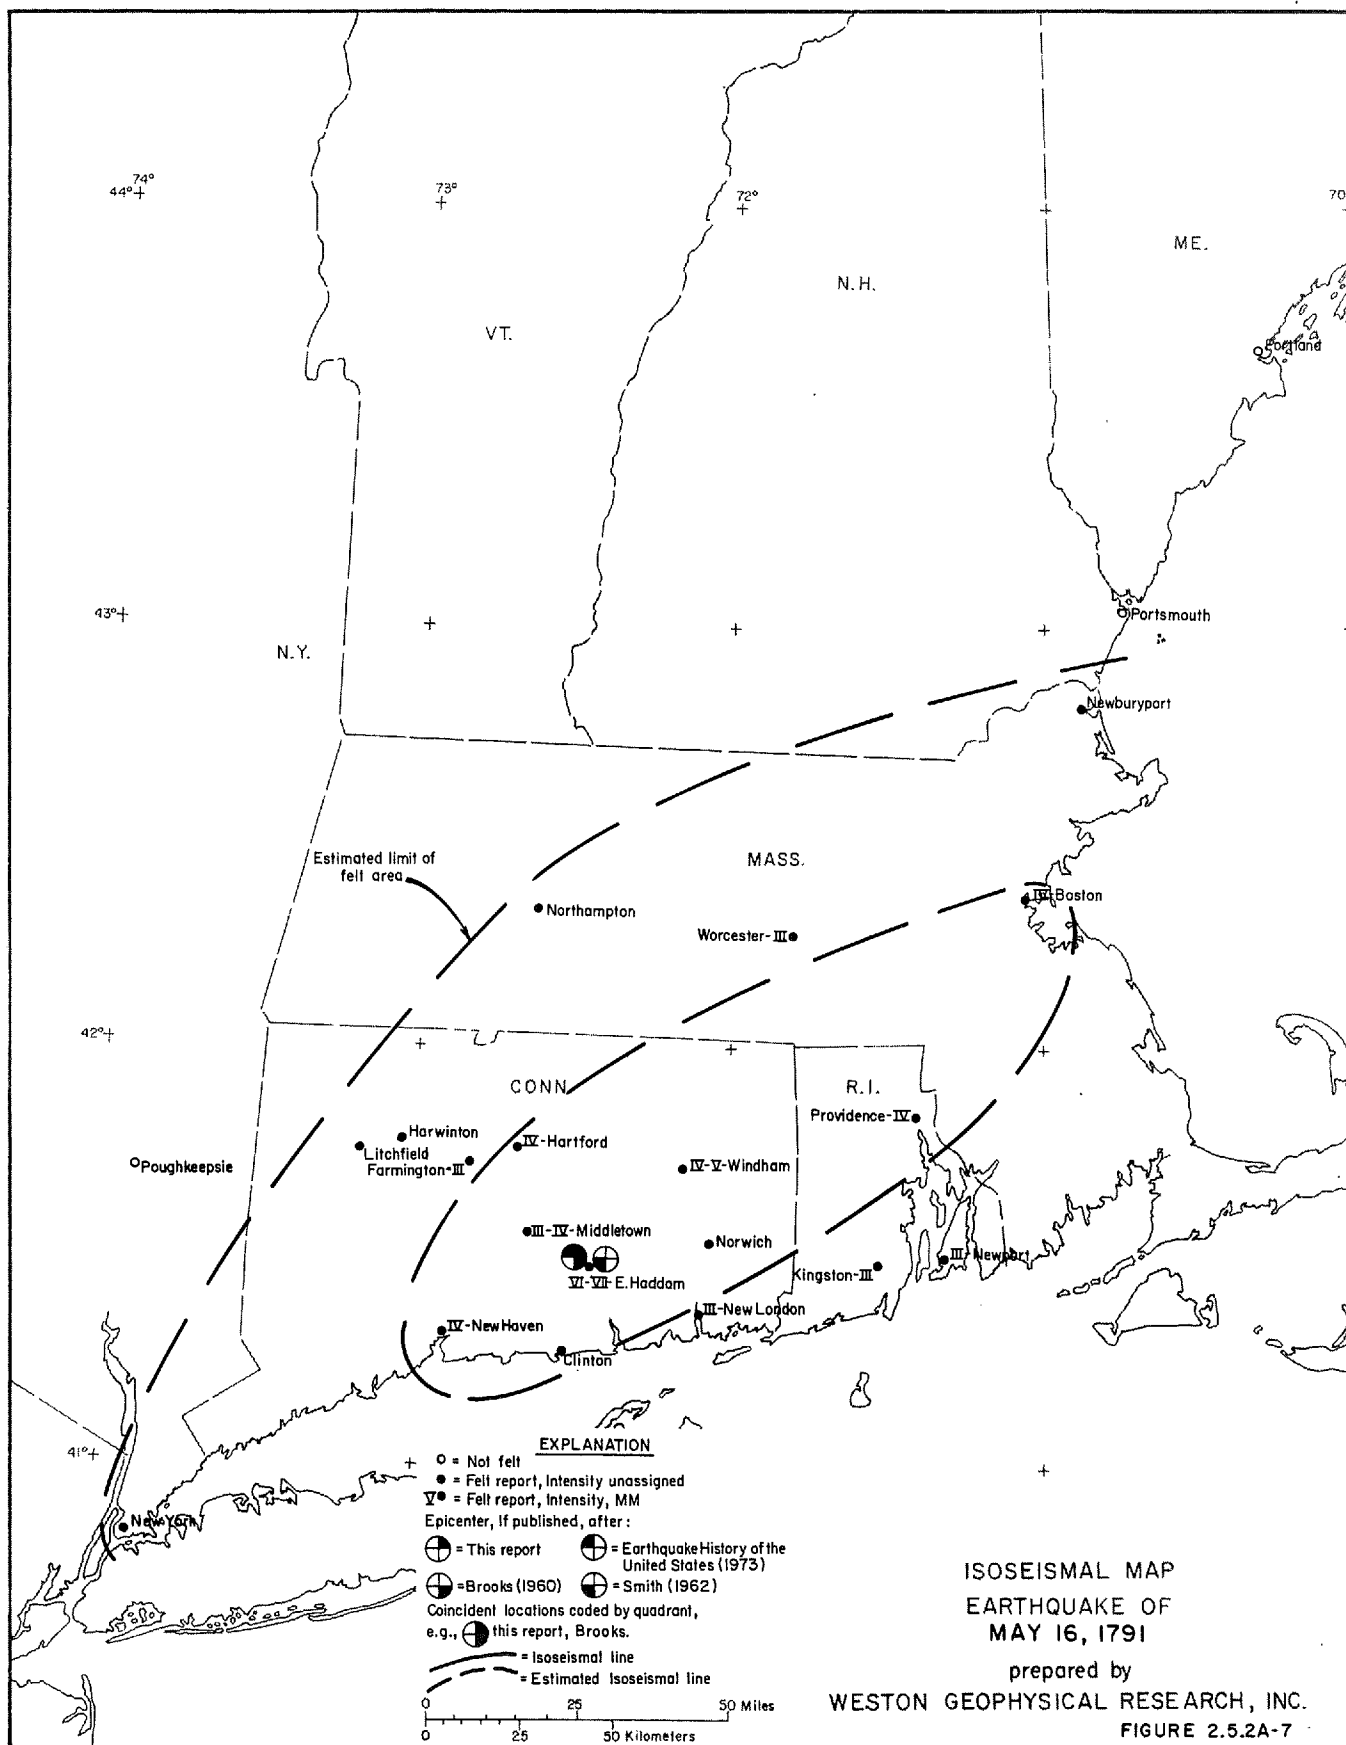 74°
44°
73°
72°
70
ME.
N.H.
VT.
Portland
43°
Portsmouth
N.Y.
Newburyport
Estimated limit of
felt area
MASS.
IV-Boston
Northampton
Worcester-III
42°
CONN.
R.I.
Providence-IV
Harwinton
IV-Hartford
Litchfield
Farmington-III
Poughkeepsie
IV-V-Windham
III-IV-Middletown
Norwich
III-Newport
Kingston-III
VI-VII-E.Haddam
III-New London
IV-New Haven
Clinton
41°
New York
EXPLANATION
= Not felt
= Felt report, Intensity unassigned
V = Felt report, Intensity, MM
Epicenter, If published, after:
= This report
= Earthquake History of the
United States (1973)
= Brooks (1960)
= Smith (1962)
Coincident locations coded by quadrant,
e.g., this report, Brooks.
= Isoseismal line
= Estimated Isoseismal line
0 25 50 Miles
0 25 50 Kilometers
ISOSEISMAL MAP
EARTHQUAKE OF
MAY 16, 1791
prepared by
WESTON GEOPHYSICAL RESEARCH, INC.
FIGURE 2.5.2A-7